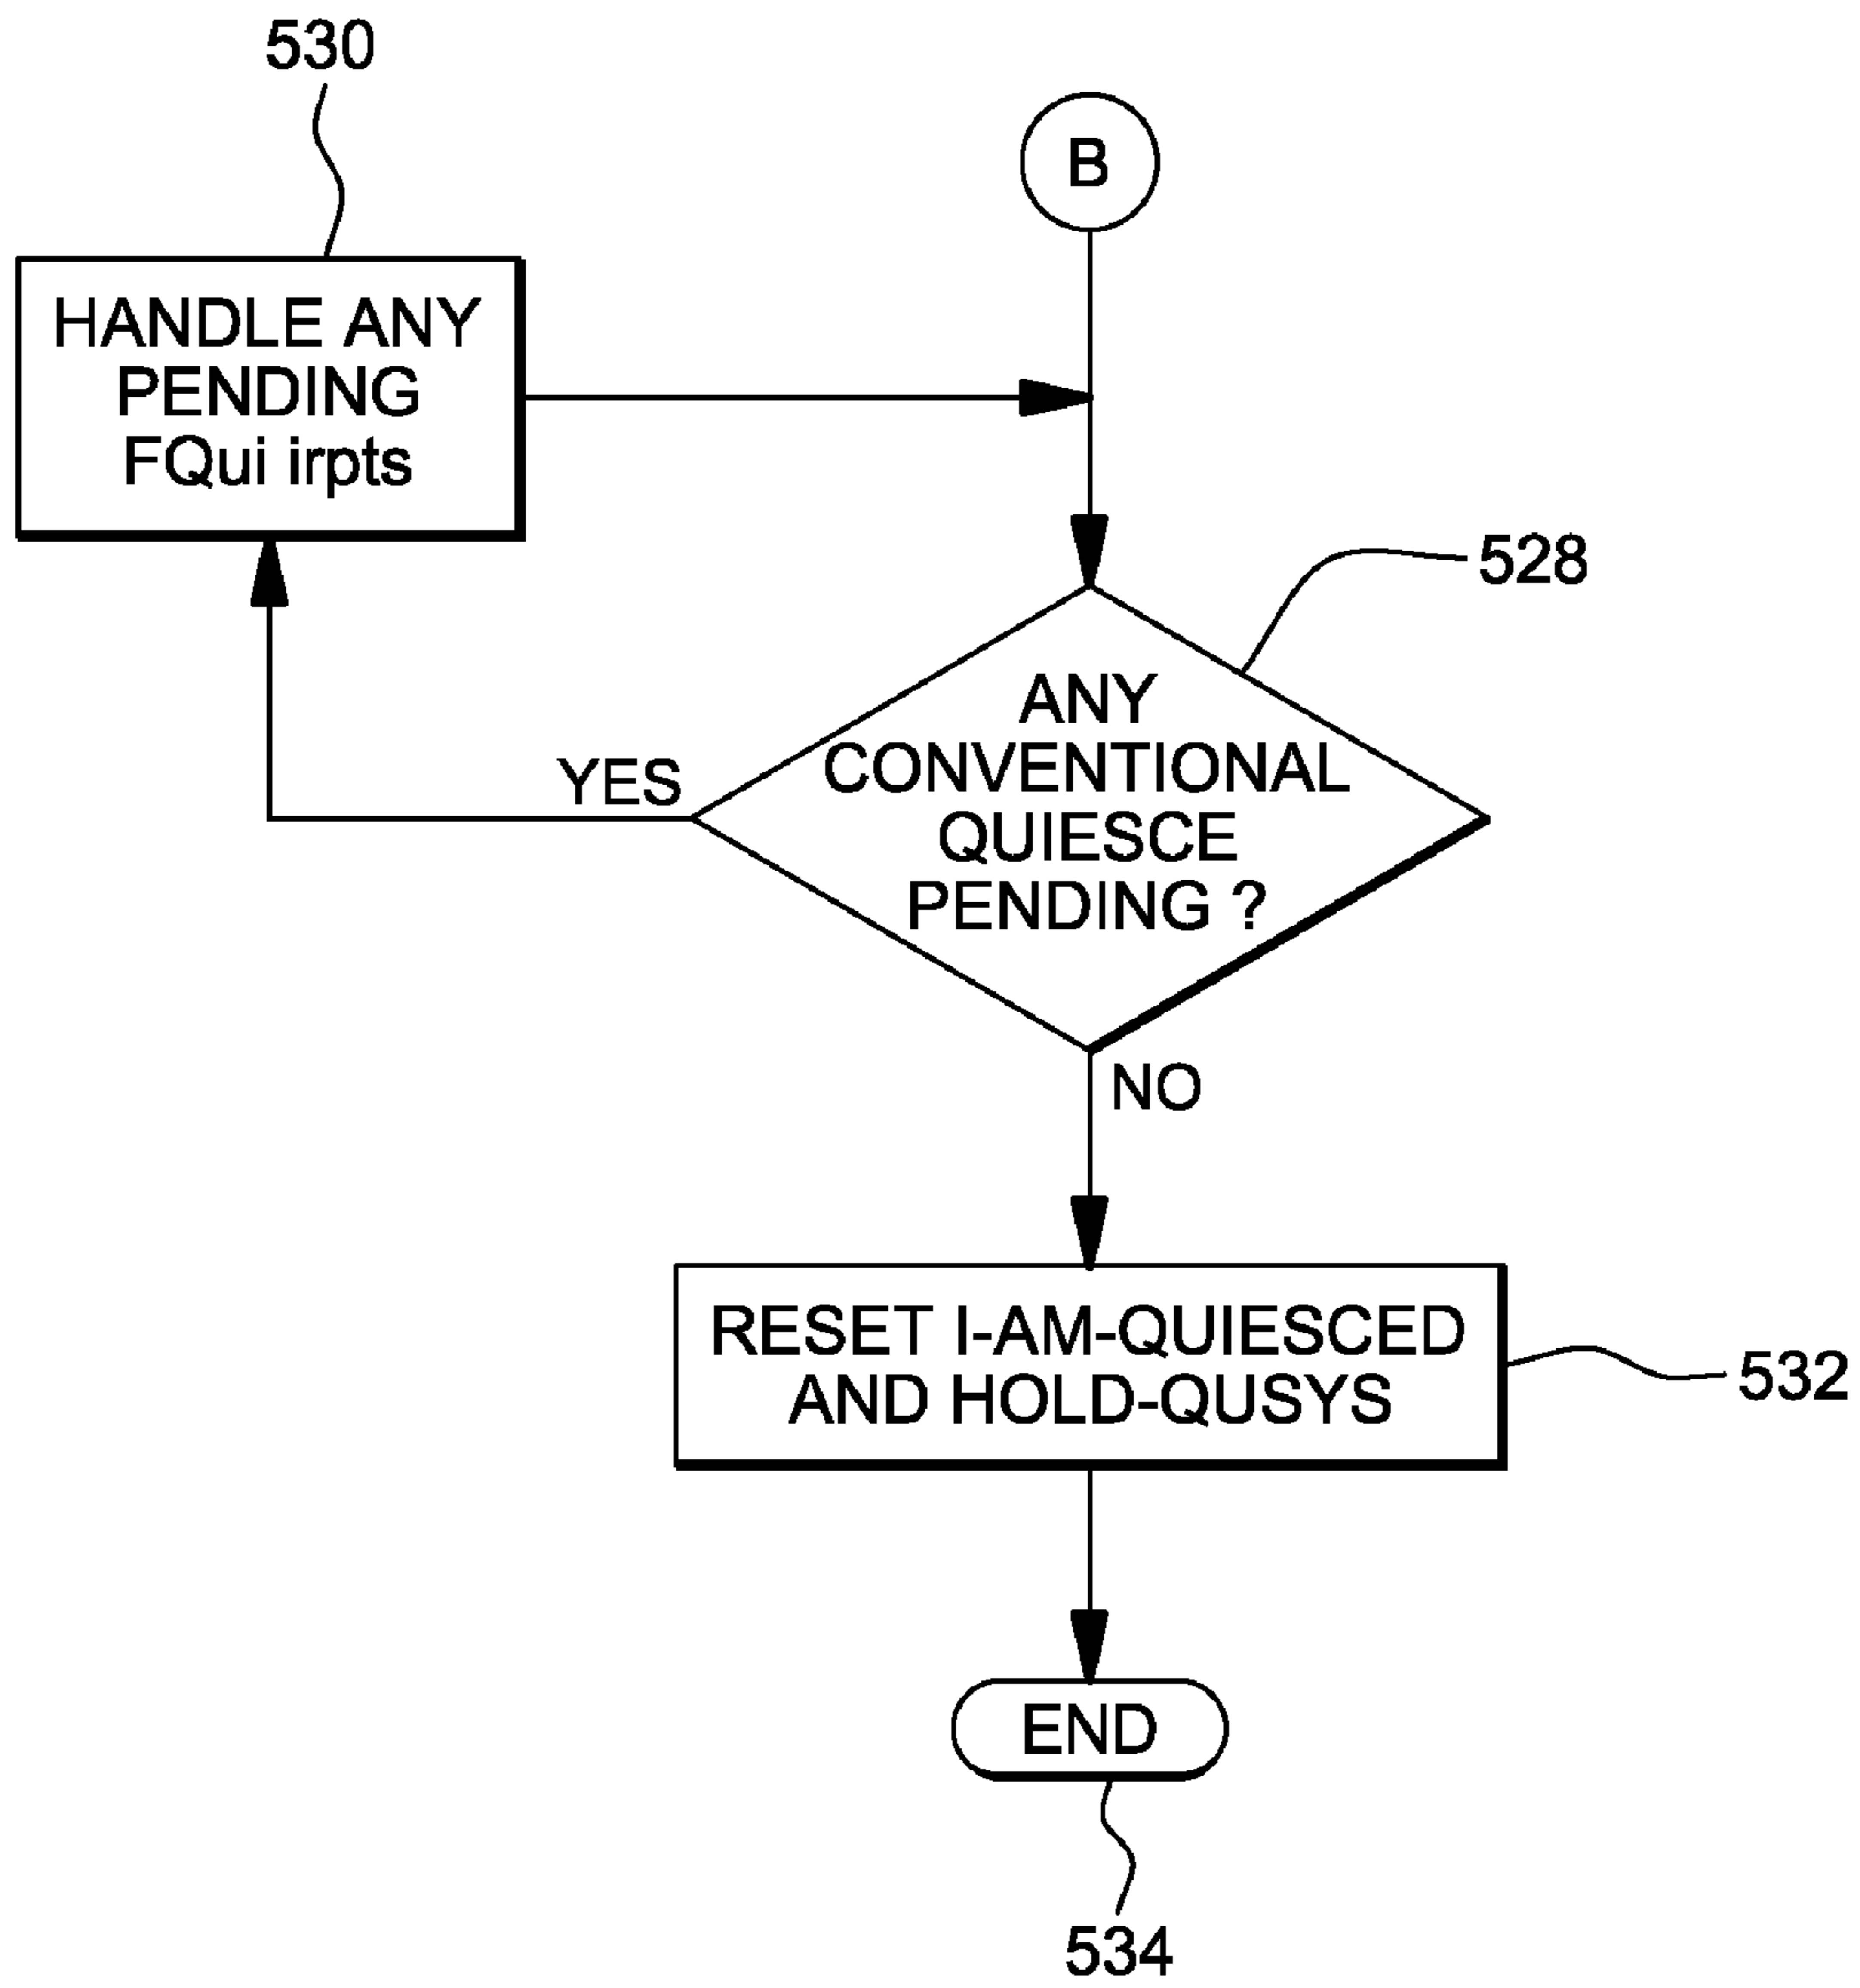 530
B
HANDLE ANY
PENDING
FQui irpts
528
ANY
CONVENTIONAL
QUIESCE
PENDING ?
YES
NO
RESET I-AM-QUIESCED
AND HOLD-QUSYS
532
END
534